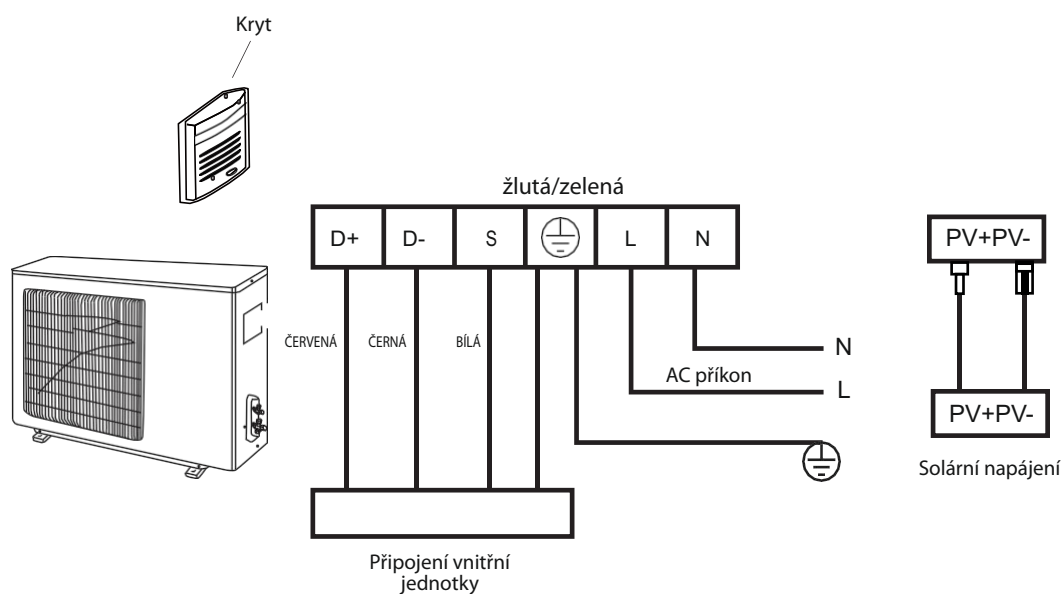 Kryt
žlutá/zelená
D+ D- S L N
PV+PV-
ČERVENÁ ČERNÁ BÍLÁ
N
AC příkon
L
PV+PV-
Solární napájení
Připojení vnitřní
jednotky